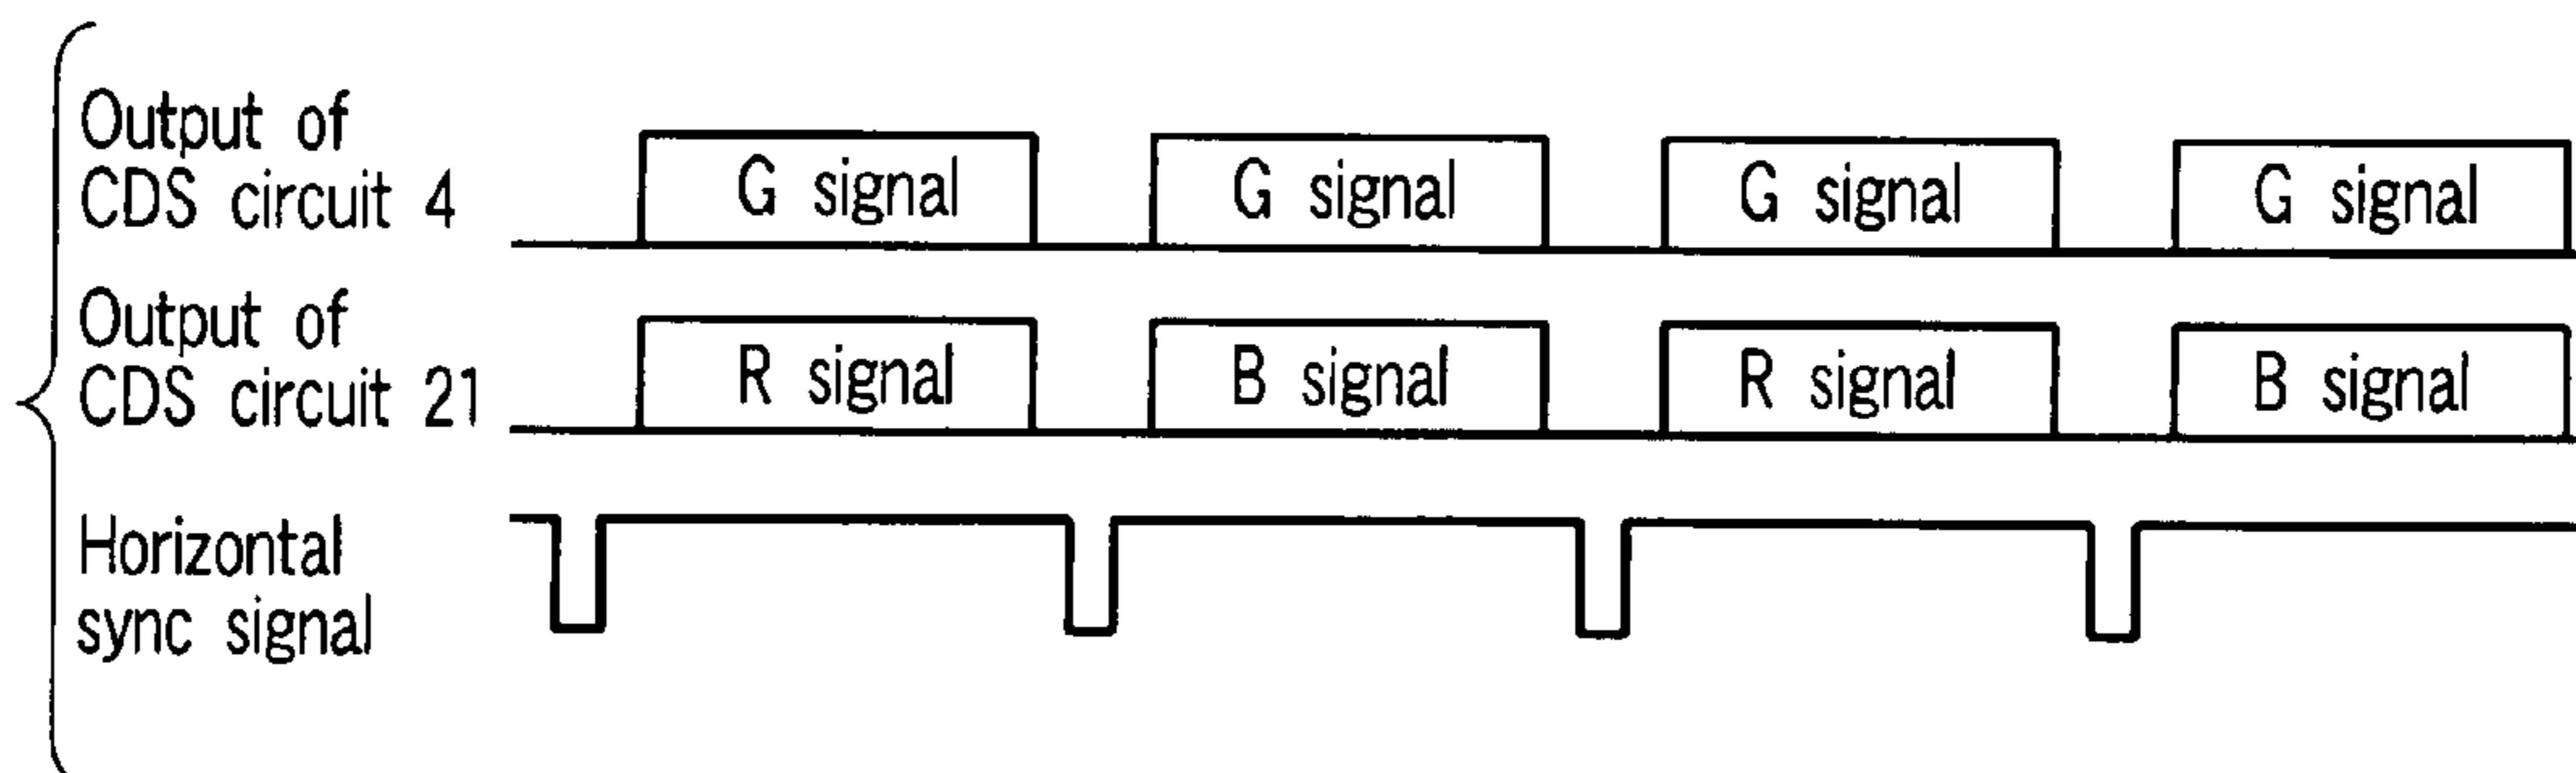 Output of
CDS circuit 4
G signal G signal G signal G signal
Output of
CDS circuit 21
R signal B signal R signal B signal
Horizontal
sync signal